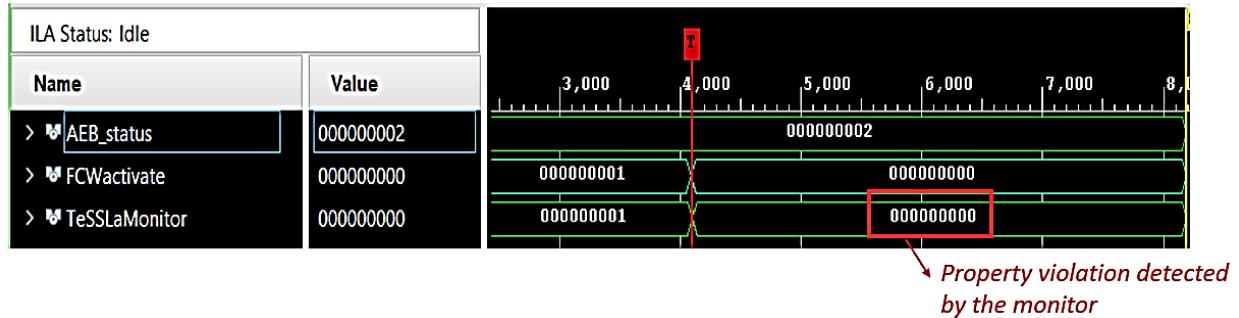 ILA Status: Idle
T
Name Value
3,000 4,000 5,000 6,000 7,000 8,
AEB_status 000000002 000000002
FCWactivate 000000000 000000001 000000000
TeSSLaMonitor 000000000 000000001 000000000
Property violation detected
by the monitor